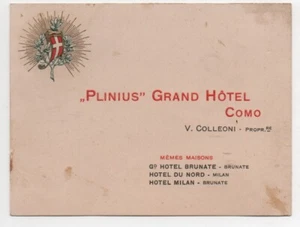 „PLINIUS” GRAND HÔTEL
COMO
V. COLLEONI - PROPR.RE
MÊMES MAISONS
GD HOTEL BRUNATE - BRUNATE
HOTEL DU NORD - MILAN
HOTEL MILAN - BRUNATE